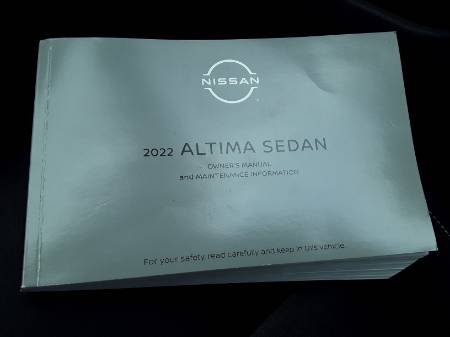 NISSAN
2022 ALTIMA SEDAN
OWNER'S MANUAL
and MAINTENANCE INFORMATION
For your safety, read carefully and keep in this vehicle.